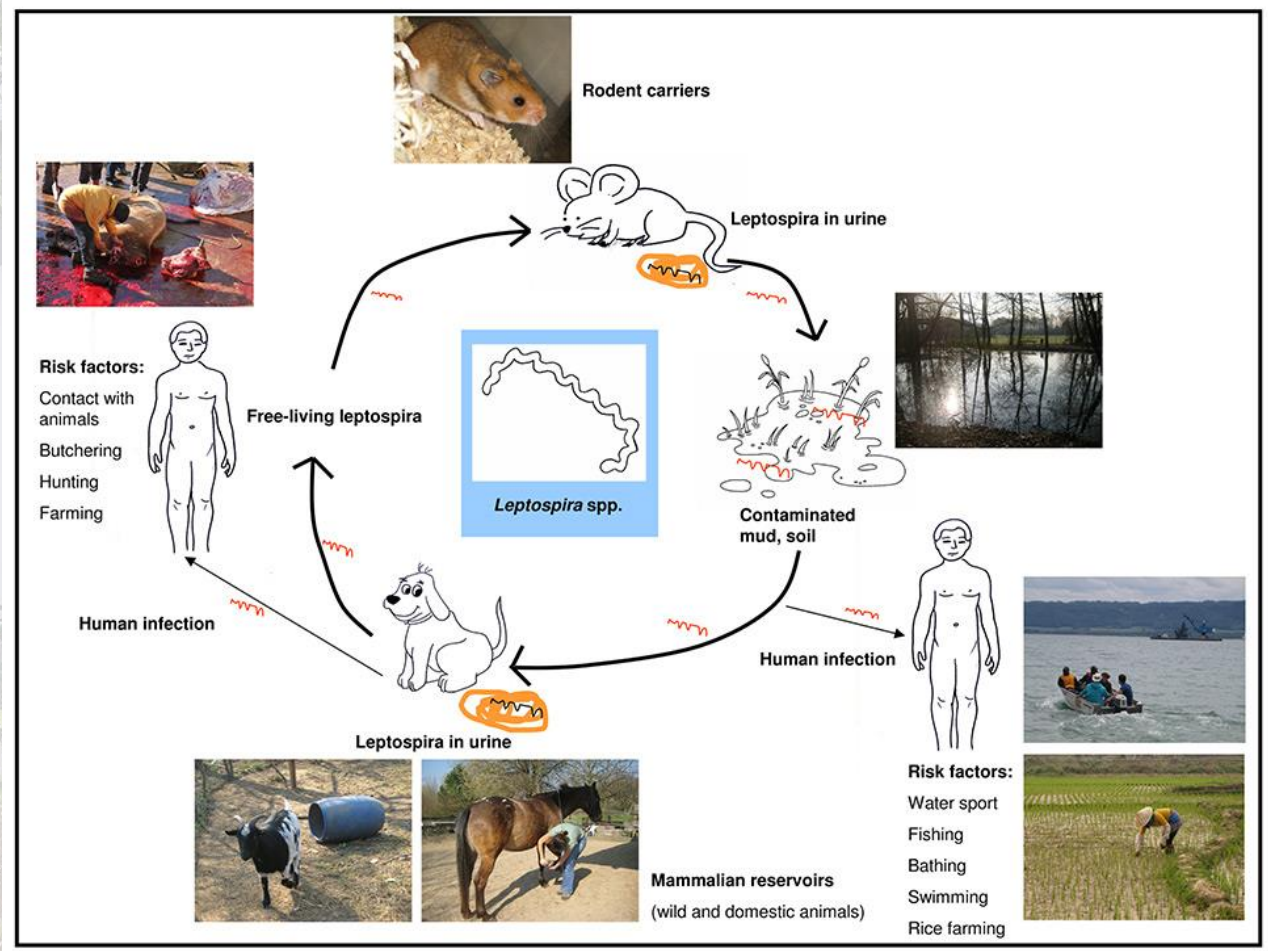 Rodent carriers
Leptospira in urine
Risk factors:
Contact with
animals
Butchering
Hunting
Farming
Free-living leptospira
Leptospira spp.
Contaminated
mud, soil
Human infection
Human infection
Leptospira in urine
Mammalian reservoirs
(wild and domestic animals)
Risk factors:
Water sport
Fishing
Bathing
Swimming
Rice farming